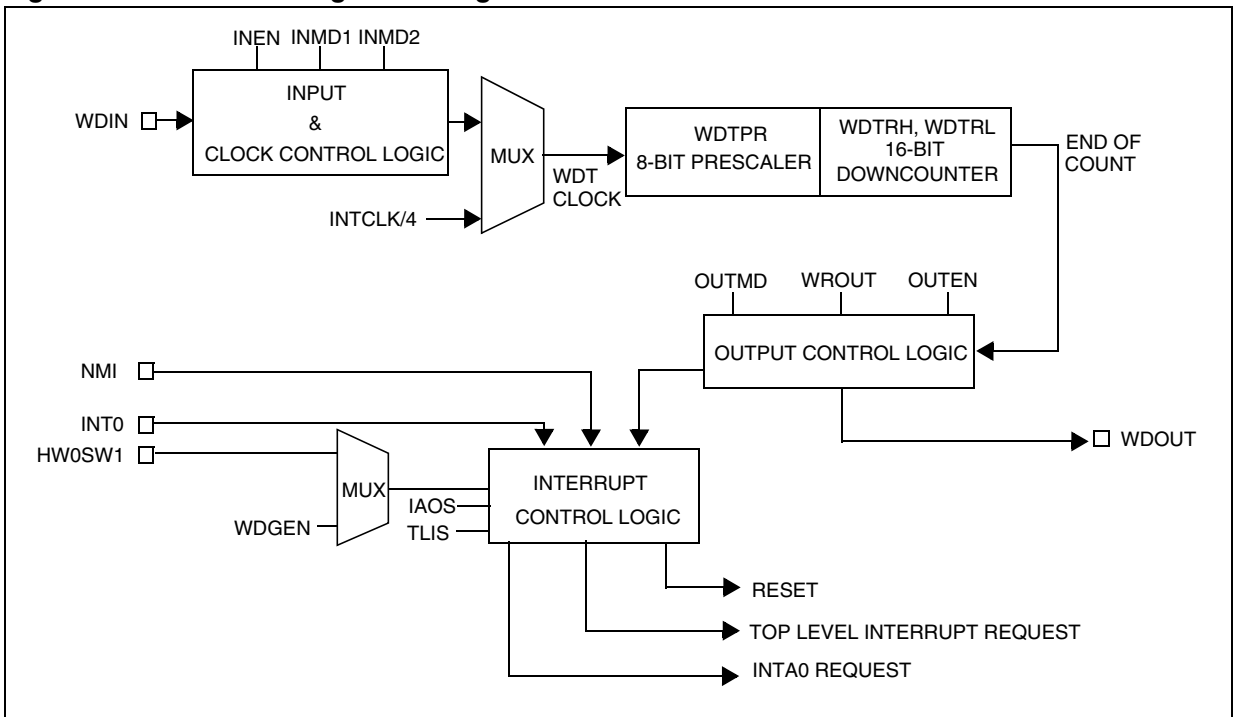 INEN INMD1 INMD2
INPUT
&
CLOCK CONTROL LOGIC
WDIN
MUX
INTCLK/4
WDT
CLOCK
WDTPR
8-BIT PRESCALER
WDTRH, WDTRL
16-BIT
DOWNCOUNTER
END OF
COUNT
OUTMD WROUT OUTEN
OUTPUT CONTROL LOGIC
NMI
INT0
HW0SW1
MUX
WDGEN
IAOS
TLIS
INTERRUPT
CONTROL LOGIC
WDOUT
RESET
TOP LEVEL INTERRUPT REQUEST
INTA0 REQUEST